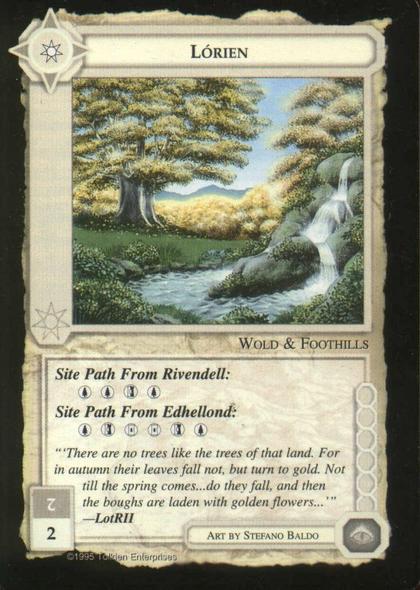 LÓRIEN
WOLD & FOOTHILLS
Site Path From Rivendell:
Site Path From Edhellond:
"'There are no trees like the trees of that land. For
in autumn their leaves fall not, but turn to gold. Not
till the spring comes...do they fall, and then
the boughs are laden with golden flowers...'"
—LotRII
2
2
ART BY STEFANO BALDO
©1995 Tolkien Enterprises